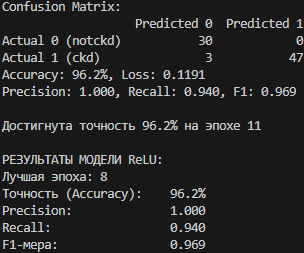 Confusion Matrix:
Predicted 0 Predicted 1
Actual 0 (notckd) 30 0
Actual 1 (ckd) 3 47
Accuracy: 96.2%, Loss: 0.1191
Precision: 1.000, Recall: 0.940, F1: 0.969
Достигнута точность 96.2% на эпохе 11
РЕЗУЛЬТАТЫ МОДЕЛИ ReLU:
Лучшая эпоха: 8
Точность (Accuracy): 96.2%
Precision: 1.000
Recall: 0.940
F1-мера: 0.969